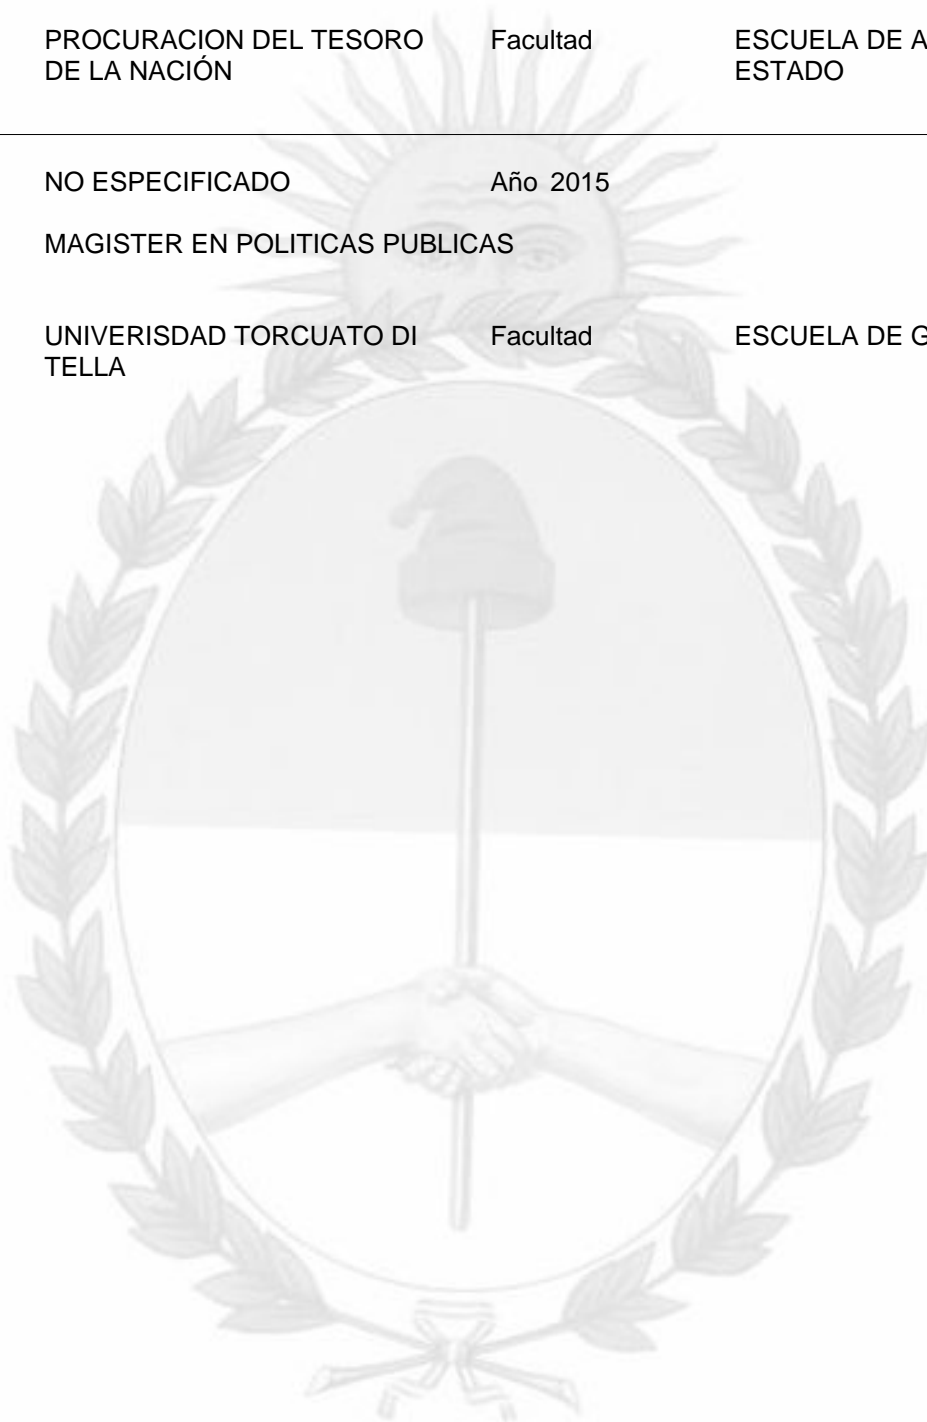 PROCURACION DEL TESORO Facultad ESCUELA DE A
DE LA NACIÓN ESTADO
NO ESPECIFICADO Año 2015
MAGISTER EN POLITICAS PUBLICAS
UNIVERISDAD TORCUATO DI Facultad ESCUELA DE G
TELLA